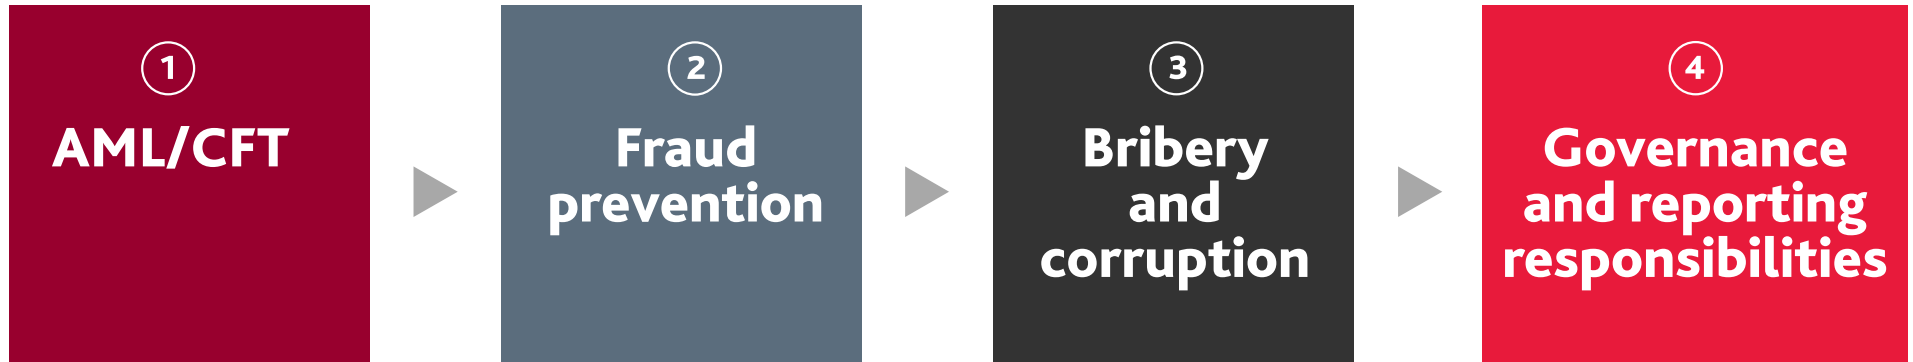 1
AML/CFT
2
Fraud
prevention
3
Bribery
and
corruption
4
Governance
and reporting
responsibilities